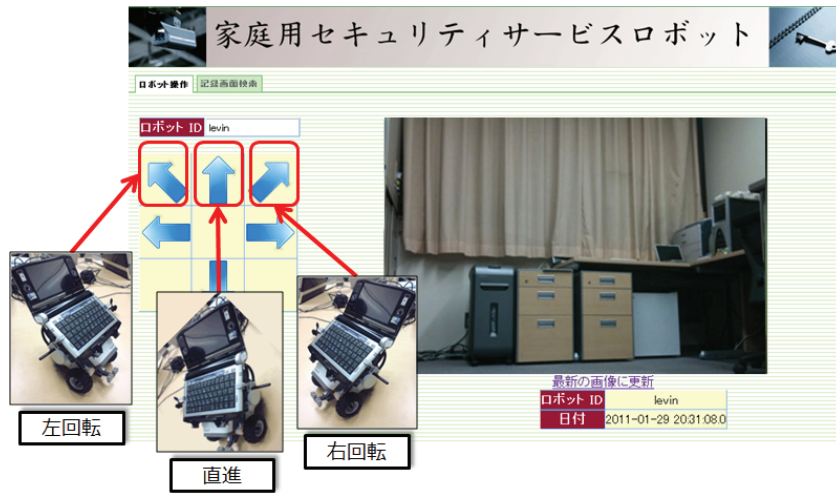 家庭用セキュリティサービスロボット
ロボット操作 記録画面検索
ロボット ID levin
左回転
直進
右回転
最新の画像に更新
ロボット ID levin
日付 2011-01-29 20:31:08.0